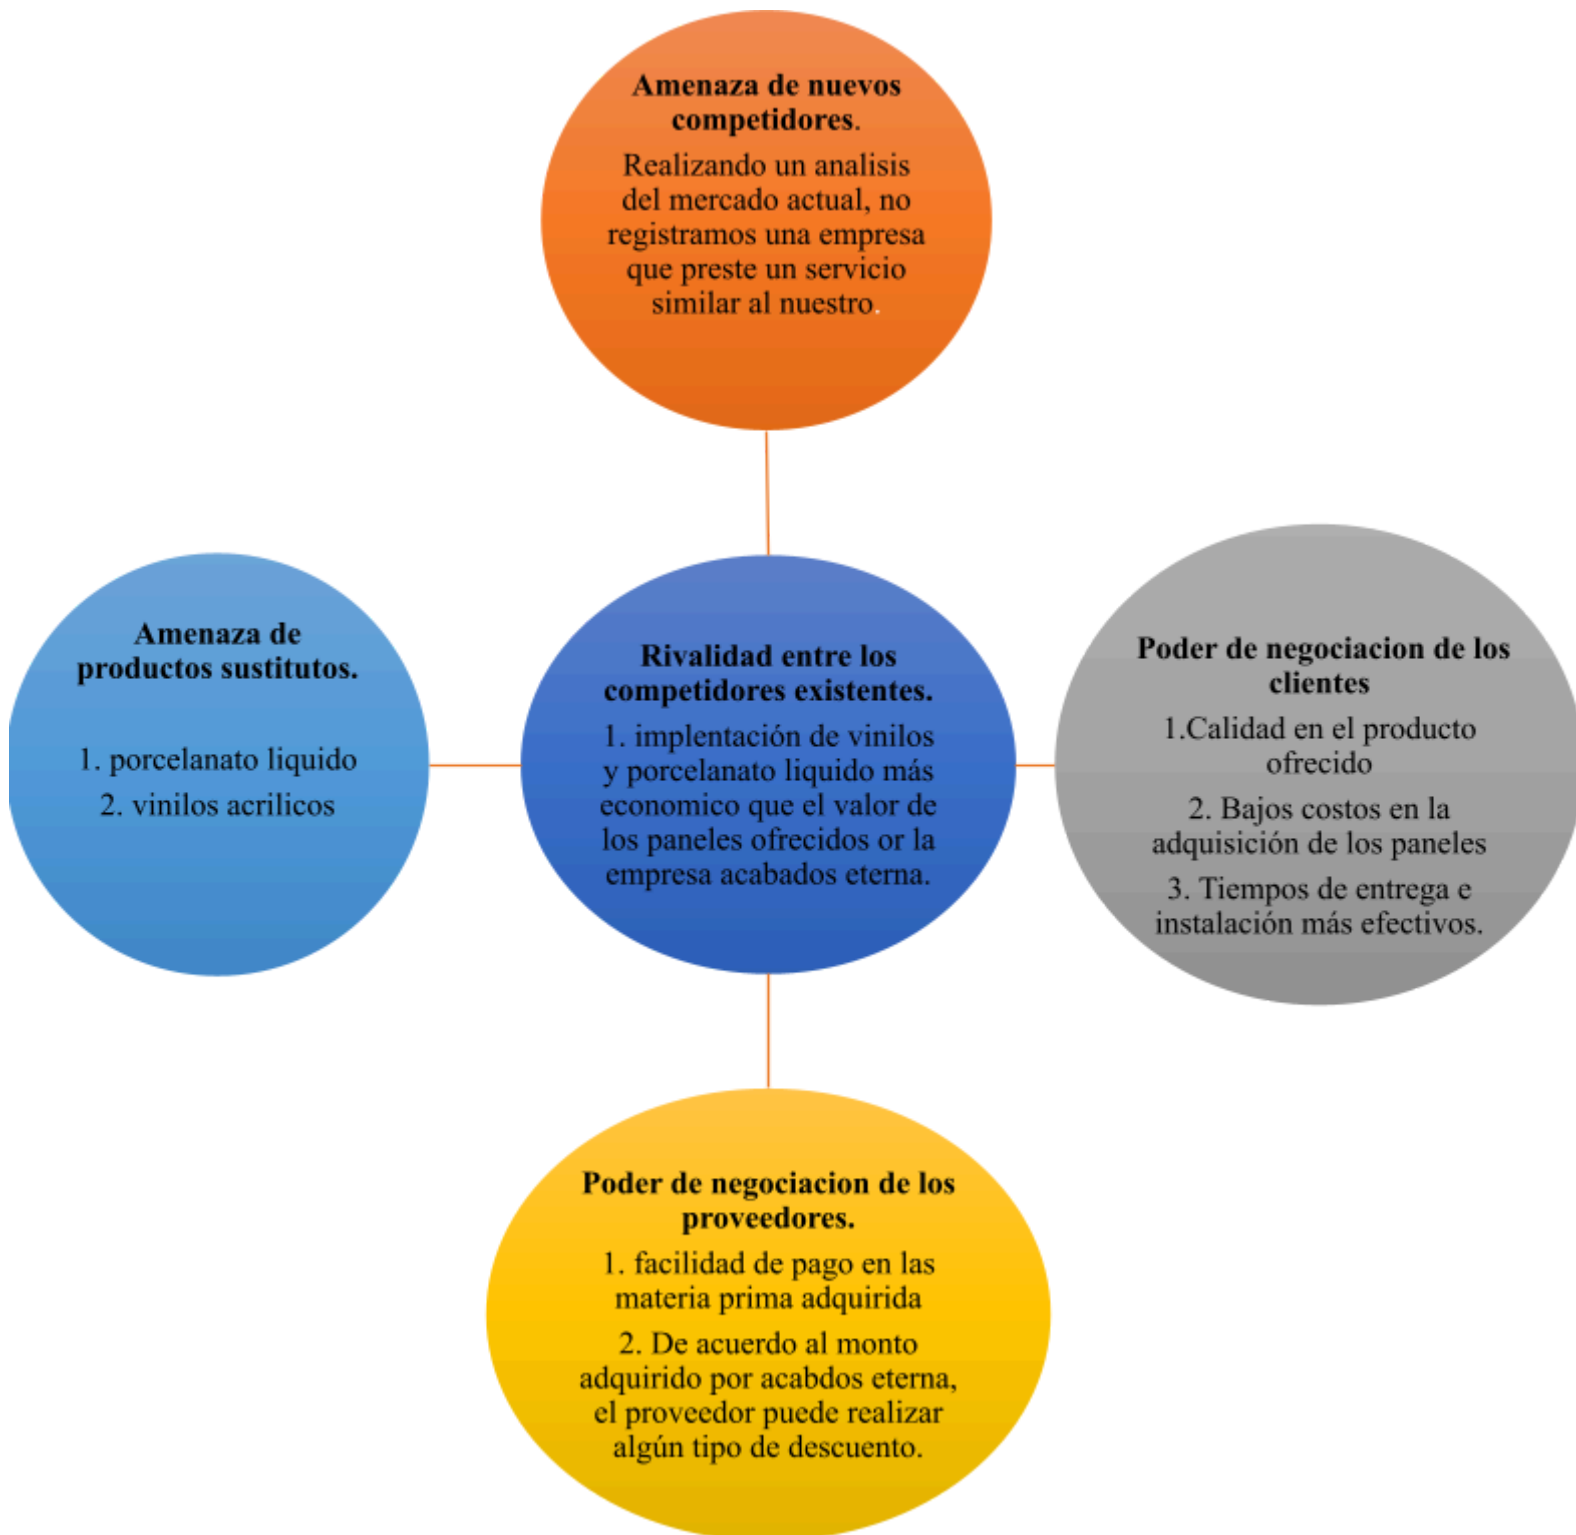 Amenaza de nuevos
competidores.
Realizando un analisis
del mercado actual, no
registramos una empresa
que preste un servicio
similar al nuestro.
Amenaza de
productos sustitutos.
1. porcelanato liquido
2. vinilos acrilicos
Rivalidad entre los
competidores existentes.
1. implentación de vinilos
y porcelanato liquido más
economico que el valor de
los paneles ofrecidos or la
empresa acabados eterna.
Poder de negociacion de los
clientes
1.Calidad en el producto
ofrecido
2. Bajos costos en la
adquisición de los paneles
3. Tiempos de entrega e
instalación más efectivos.
Poder de negociacion de los
proveedores.
1. facilidad de pago en las
materia prima adquirida
2. De acuerdo al monto
adquirido por acabdos eterna,
el proveedor puede realizar
algún tipo de descuento.